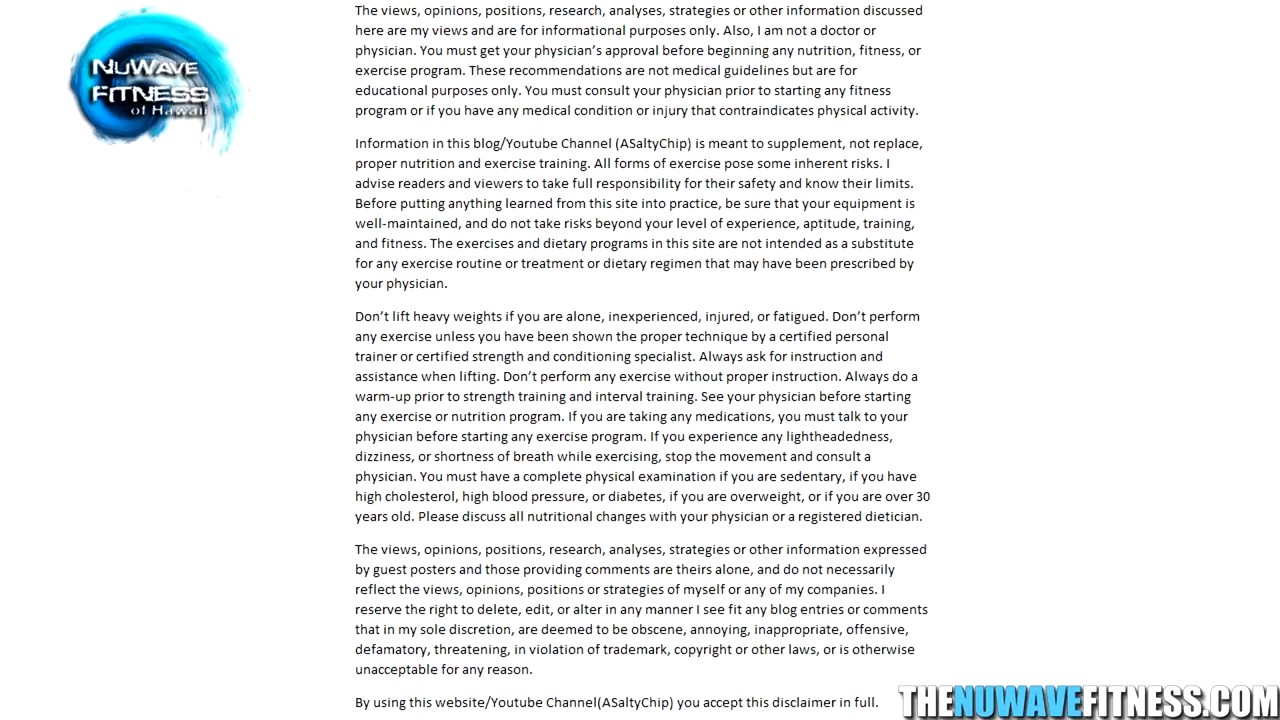 NuWave
Fitness
of Hawaii
The views, opinions, positions, research, analyses, strategies or other information discussed
here are my views and are for informational purposes only. Also, I am not a doctor or
physician. You must get your physician’s approval before beginning any nutrition, fitness, or
exercise program. These recommendations are not medical guidelines but are for
educational purposes only. You must consult your physician prior to starting any fitness
program or if you have any medical condition or injury that contraindicates physical activity.
Information in this blog/Youtube Channel (ASaltyChip) is meant to supplement, not replace,
proper nutrition and exercise training. All forms of exercise pose some inherent risks. I
advise readers and viewers to take full responsibility for their safety and know their limits.
Before putting anything learned from this site into practice, be sure that your equipment is
well-maintained, and do not take risks beyond your level of experience, aptitude, training,
and fitness. The exercises and dietary programs in this site are not intended as a substitute
for any exercise routine or treatment or dietary regimen that may have been prescribed by
your physician.
Don’t lift heavy weights if you are alone, inexperienced, injured, or fatigued. Don’t perform
any exercise unless you have been shown the proper technique by a certified personal
trainer or certified strength and conditioning specialist. Always ask for instruction and
assistance when lifting. Don’t perform any exercise without proper instruction. Always do a
warm-up prior to strength training and interval training. See your physician before starting
any exercise or nutrition program. If you are taking any medications, you must talk to your
physician before starting any exercise program. If you experience any lightheadedness,
dizziness, or shortness of breath while exercising, stop the movement and consult a
physician. You must have a complete physical examination if you are sedentary, if you have
high cholesterol, high blood pressure, or diabetes, if you are overweight, or if you are over 30
years old. Please discuss all nutritional changes with your physician or a registered dietician.
The views, opinions, positions, research, analyses, strategies or other information expressed
by guest posters and those providing comments are theirs alone, and do not necessarily
reflect the views, opinions, positions or strategies of myself or any of my companies. I
reserve the right to delete, edit, or alter in any manner I see fit any blog entries or comments
that in my sole discretion, are deemed to be obscene, annoying, inappropriate, offensive,
defamatory, threatening, in violation of trademark, copyright or other laws, or is otherwise
unacceptable for any reason.
By using this website/Youtube Channel(ASaltyChip) you accept this disclaimer in full.
THENUWAVEFITNESS.COM